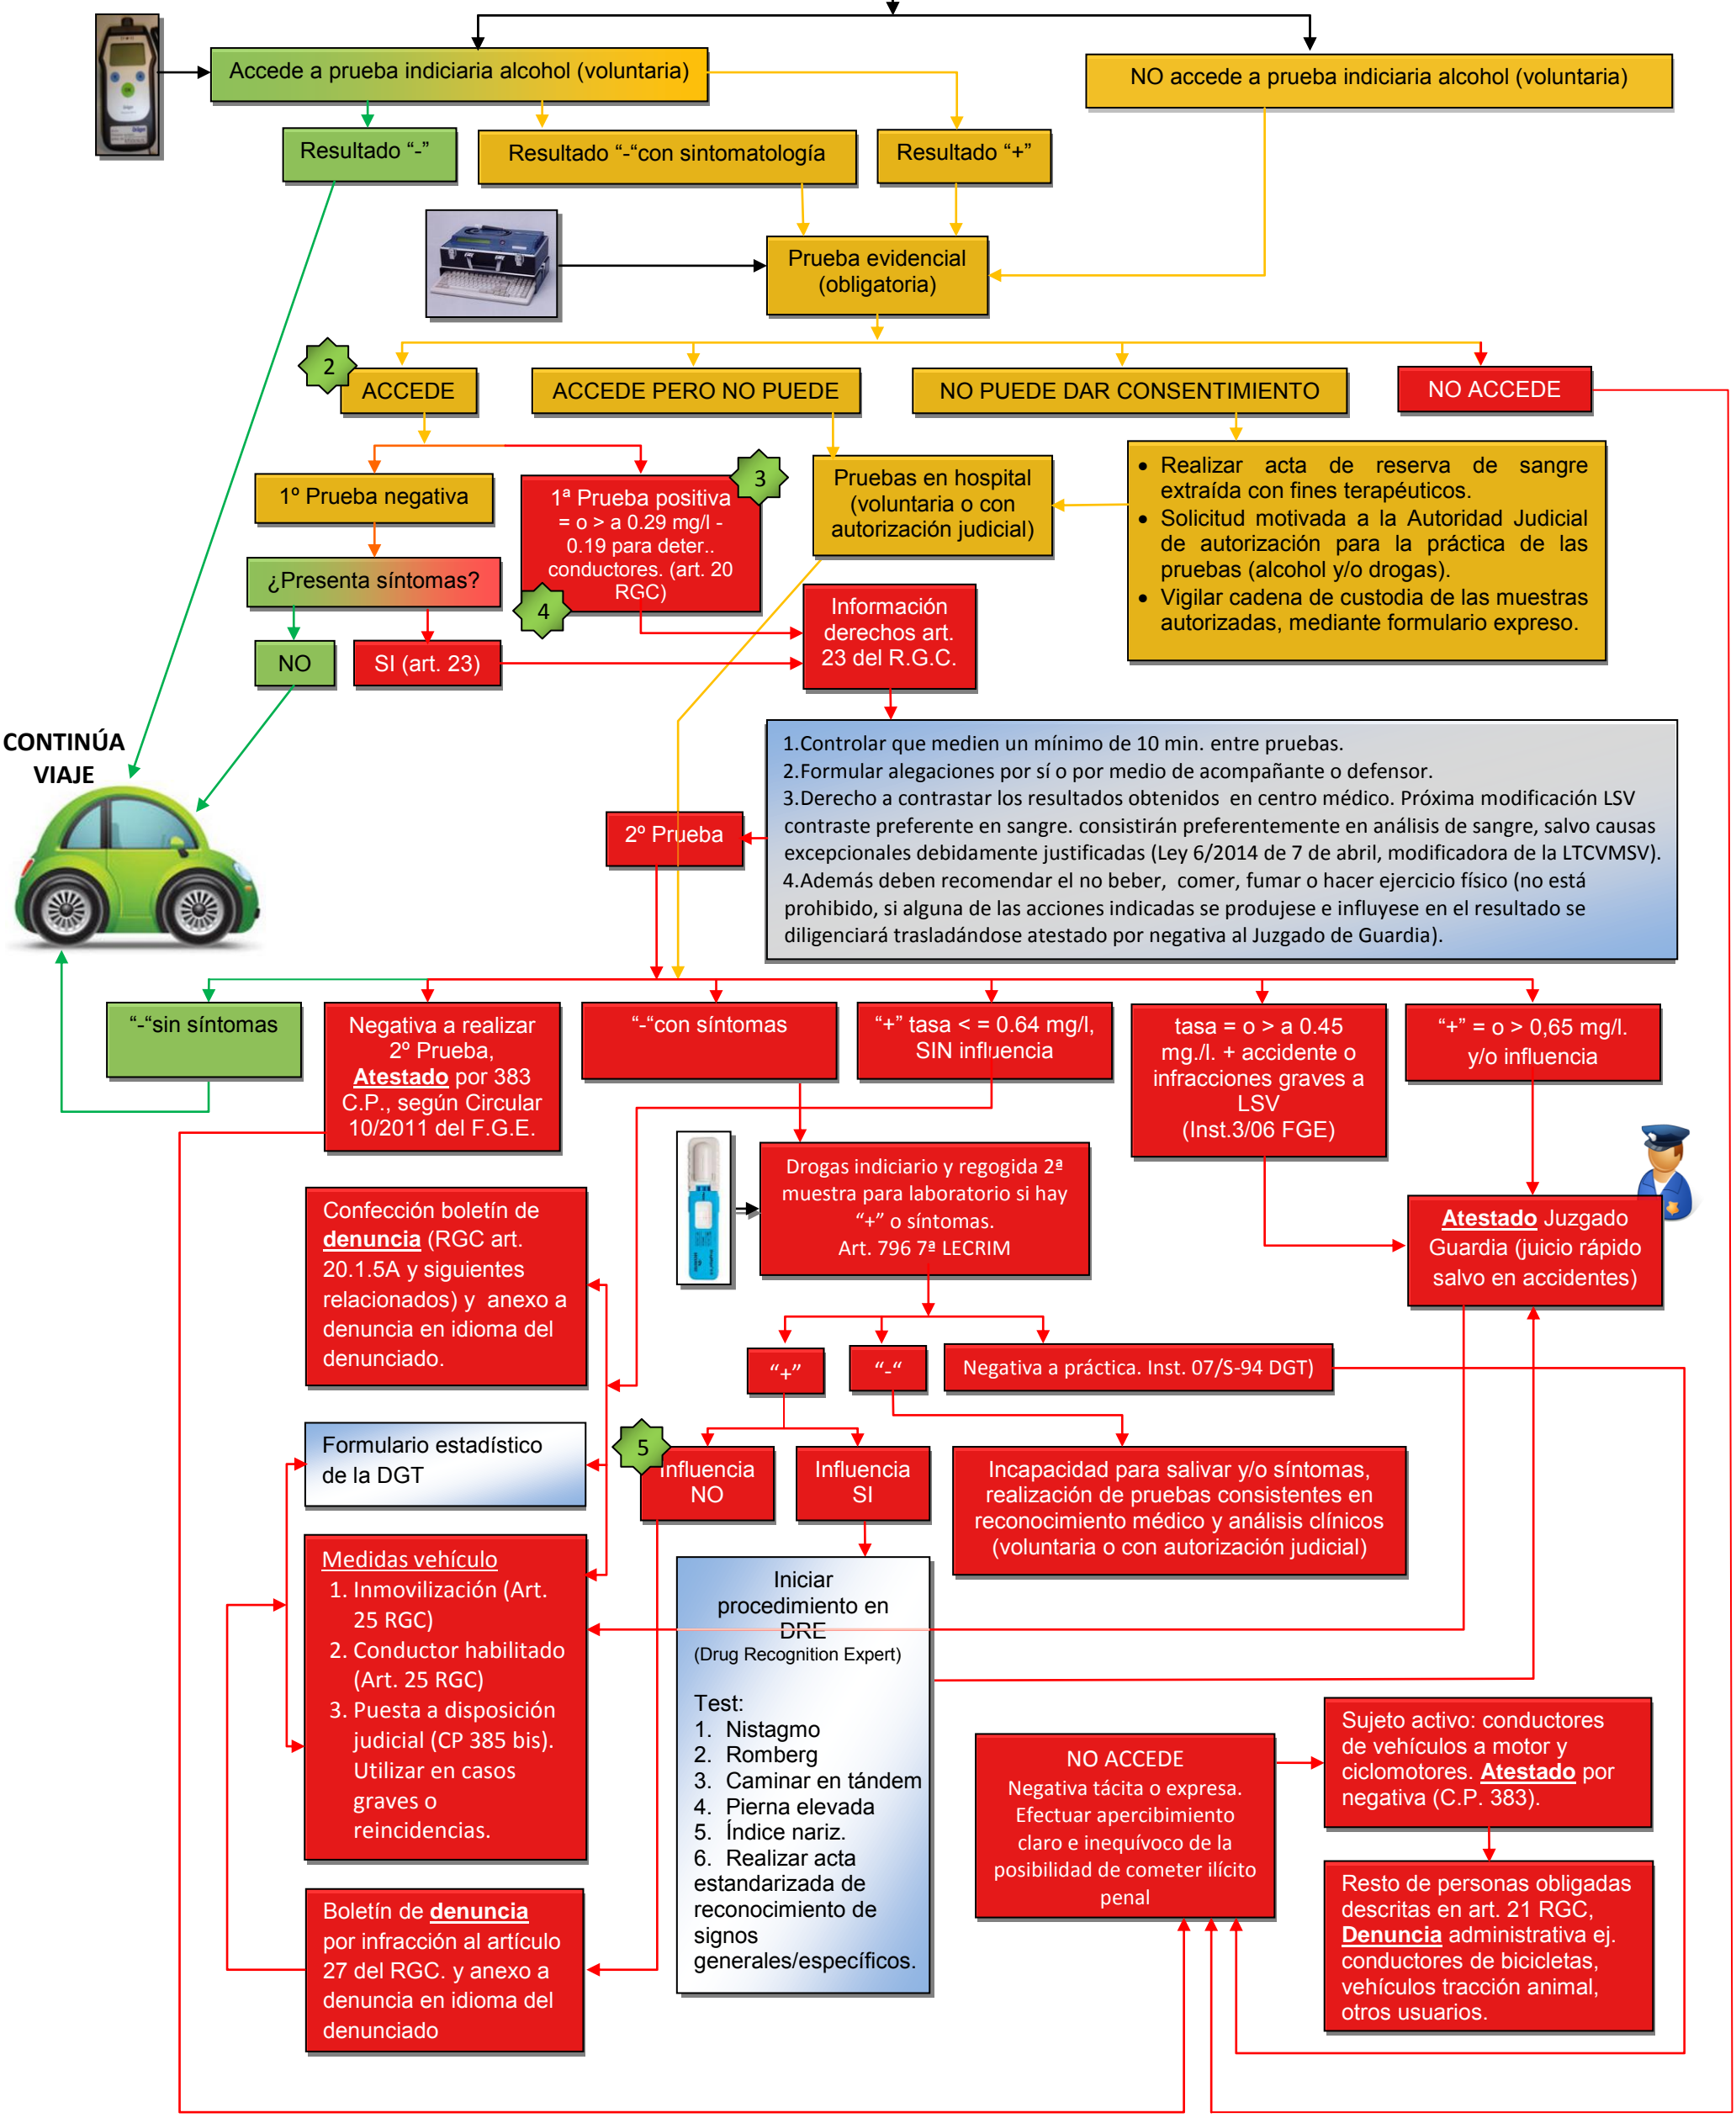 Accede a prueba indiciaria alcohol (voluntaria)
NO accede a prueba indiciaria alcohol (voluntaria)
Resultado “-”
Resultado “-“con sintomatología
Resultado “+”
Prueba evidencial
(obligatoria)
2
ACCEDE
ACCEDE PERO NO PUEDE
NO PUEDE DAR CONSENTIMIENTO
NO ACCEDE
1º Prueba negativa
3
1ª Prueba positiva
= o > a 0.29 mg/l -
0.19 para deter..
conductores. (art. 20
RGC)
4
Pruebas en hospital
(voluntaria o con
autorización judicial)
• Realizar acta de reserva de sangre
extraída con fines terapéuticos.
• Solicitud motivada a la Autoridad Judicial
de autorización para la práctica de las
pruebas (alcohol y/o drogas).
• Vigilar cadena de custodia de las muestras
autorizadas, mediante formulario expreso.
¿Presenta síntomas?
NO
SI (art. 23)
Información
derechos art.
23 del R.G.C.
CONTINÚA
VIAJE
1.Controlar que medien un mínimo de 10 min. entre pruebas.
2.Formular alegaciones por sí o por medio de acompañante o defensor.
3.Derecho a contrastar los resultados obtenidos en centro médico. Próxima modificación LSV
contraste preferente en sangre. consistirán preferentemente en análisis de sangre, salvo causas
excepcionales debidamente justificadas (Ley 6/2014 de 7 de abril, modificadora de la LTCVMSV).
4.Además deben recomendar el no beber, comer, fumar o hacer ejercicio físico (no está
prohibido, si alguna de las acciones indicadas se produjese e influyese en el resultado se
diligenciará trasladándose atestado por negativa al Juzgado de Guardia).
2º Prueba
“-“sin síntomas
Negativa a realizar
2º Prueba,
Atestado por 383
C.P., según Circular
10/2011 del F.G.E.
“-“con síntomas
“+” tasa < = 0.64 mg/l,
SIN influencia
tasa = o > a 0.45
mg./l. + accidente o
infracciones graves a
LSV
(Inst.3/06 FGE)
“+” = o > 0,65 mg/l.
y/o influencia
Drogas indiciario y regogida 2ª
muestra para laboratorio si hay
“+” o síntomas.
Art. 796 7ª LECRIM
Atestado Juzgado
Guardia (juicio rápido
salvo en accidentes)
Confección boletín de
denuncia (RGC art.
20.1.5A y siguientes
relacionados) y anexo a
denuncia en idioma del
denunciado.
“+”
“-“
Negativa a práctica. Inst. 07/S-94 DGT)
Formulario estadístico
de la DGT
5
Influencia
NO
Influencia
SI
Incapacidad para salivar y/o síntomas,
realización de pruebas consistentes en
reconocimiento médico y análisis clínicos
(voluntaria o con autorización judicial)
Medidas vehículo
1. Inmovilización (Art.
25 RGC)
2. Conductor habilitado
(Art. 25 RGC)
3. Puesta a disposición
judicial (CP 385 bis).
Utilizar en casos
graves o
reincidencias.
Iniciar
procedimiento en
DRE
(Drug Recognition Expert)
Test:
1. Nistagmo
2. Romberg
3. Caminar en tándem
4. Pierna elevada
5. Índice nariz.
6. Realizar acta
estandarizada de
reconocimiento de
signos
generales/específicos.
NO ACCEDE
Negativa tácita o expresa.
Efectuar apercibimiento
claro e inequívoco de la
posibilidad de cometer ilícito
penal
Sujeto activo: conductores
de vehículos a motor y
ciclomotores. Atestado por
negativa (C.P. 383).
Resto de personas obligadas
descritas en art. 21 RGC,
Denuncia administrativa ej.
conductores de bicicletas,
vehículos tracción animal,
otros usuarios.
Boletín de denuncia
por infracción al artículo
27 del RGC. y anexo a
denuncia en idioma del
denunciado